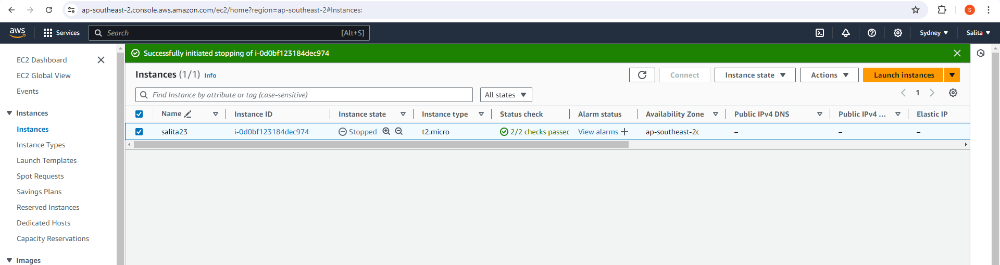 ap-southeast-2.console.aws.amazon.com/ec2/home?region=ap-southeast-2#Instances:
S
aws
Services
Search
[Alt+S]
Sydney
Salita
EC2 Dashboard
EC2 Global View
Events
Instances
Instances
Instance Types
Launch Templates
Spot Requests
Savings Plans
Reserved Instances
Dedicated Hosts
Capacity Reservations
Images
Successfully initiated stopping of i-0d0bf123184dec974
Instances (1/1) Info
Connect
Instance state
Actions
Launch instances
Find Instance by attribute or tag (case-sensitive)
All states
1
Name Instance ID Instance state Instance type Status check Alarm status Availability Zone Public IPv4 DNS Public IPv4 ... Elastic IP
salita23 i-0d0bf123184dec974 Stopped t2.micro 2/2 checks passec View alarms + ap-southeast-2c – – –